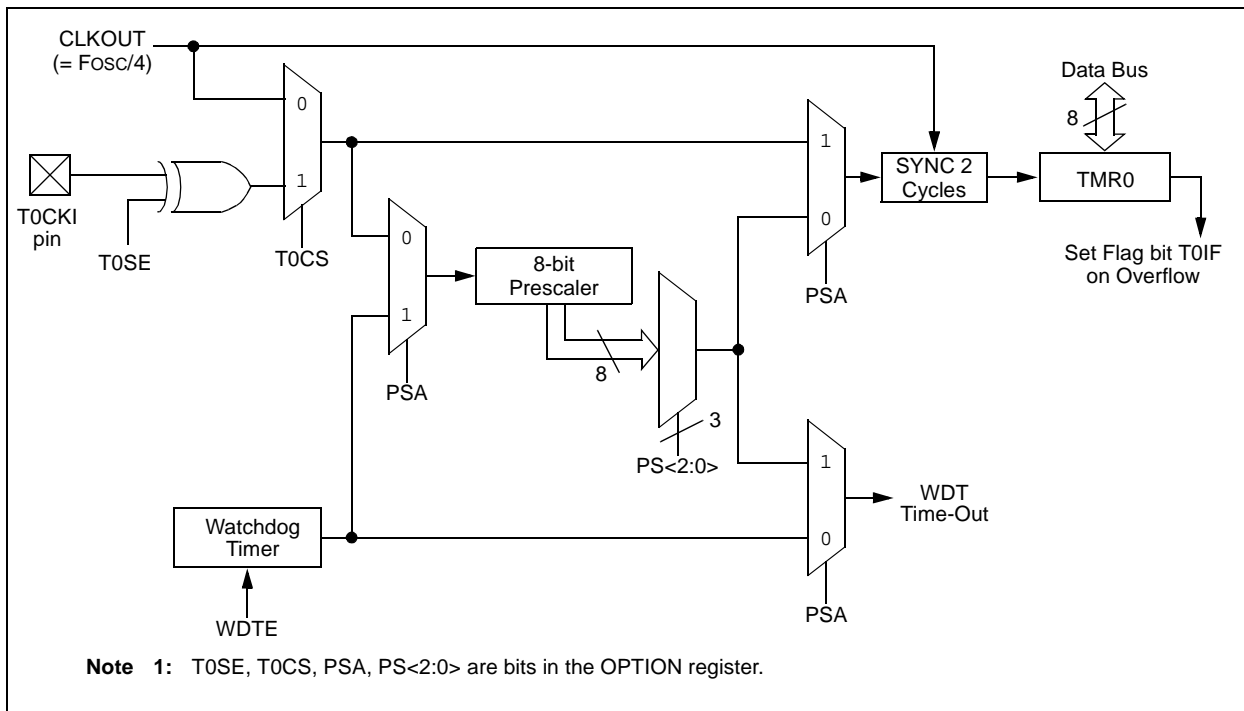 CLKOUT
(= FOSC/4)
Data Bus
0
8
1
1
SYNC 2
Cycles
TMR0
T0CKI
pin
T0SE
T0CS
0
0
8-bit
Prescaler
PSA
Set Flag bit T0IF
on Overflow
1
8
PSA
3
PS<2:0>
1
WDT
Time-Out
Watchdog
Timer
0
PSA
WDTE
Note 1: T0SE, T0CS, PSA, PS<2:0> are bits in the OPTION register.